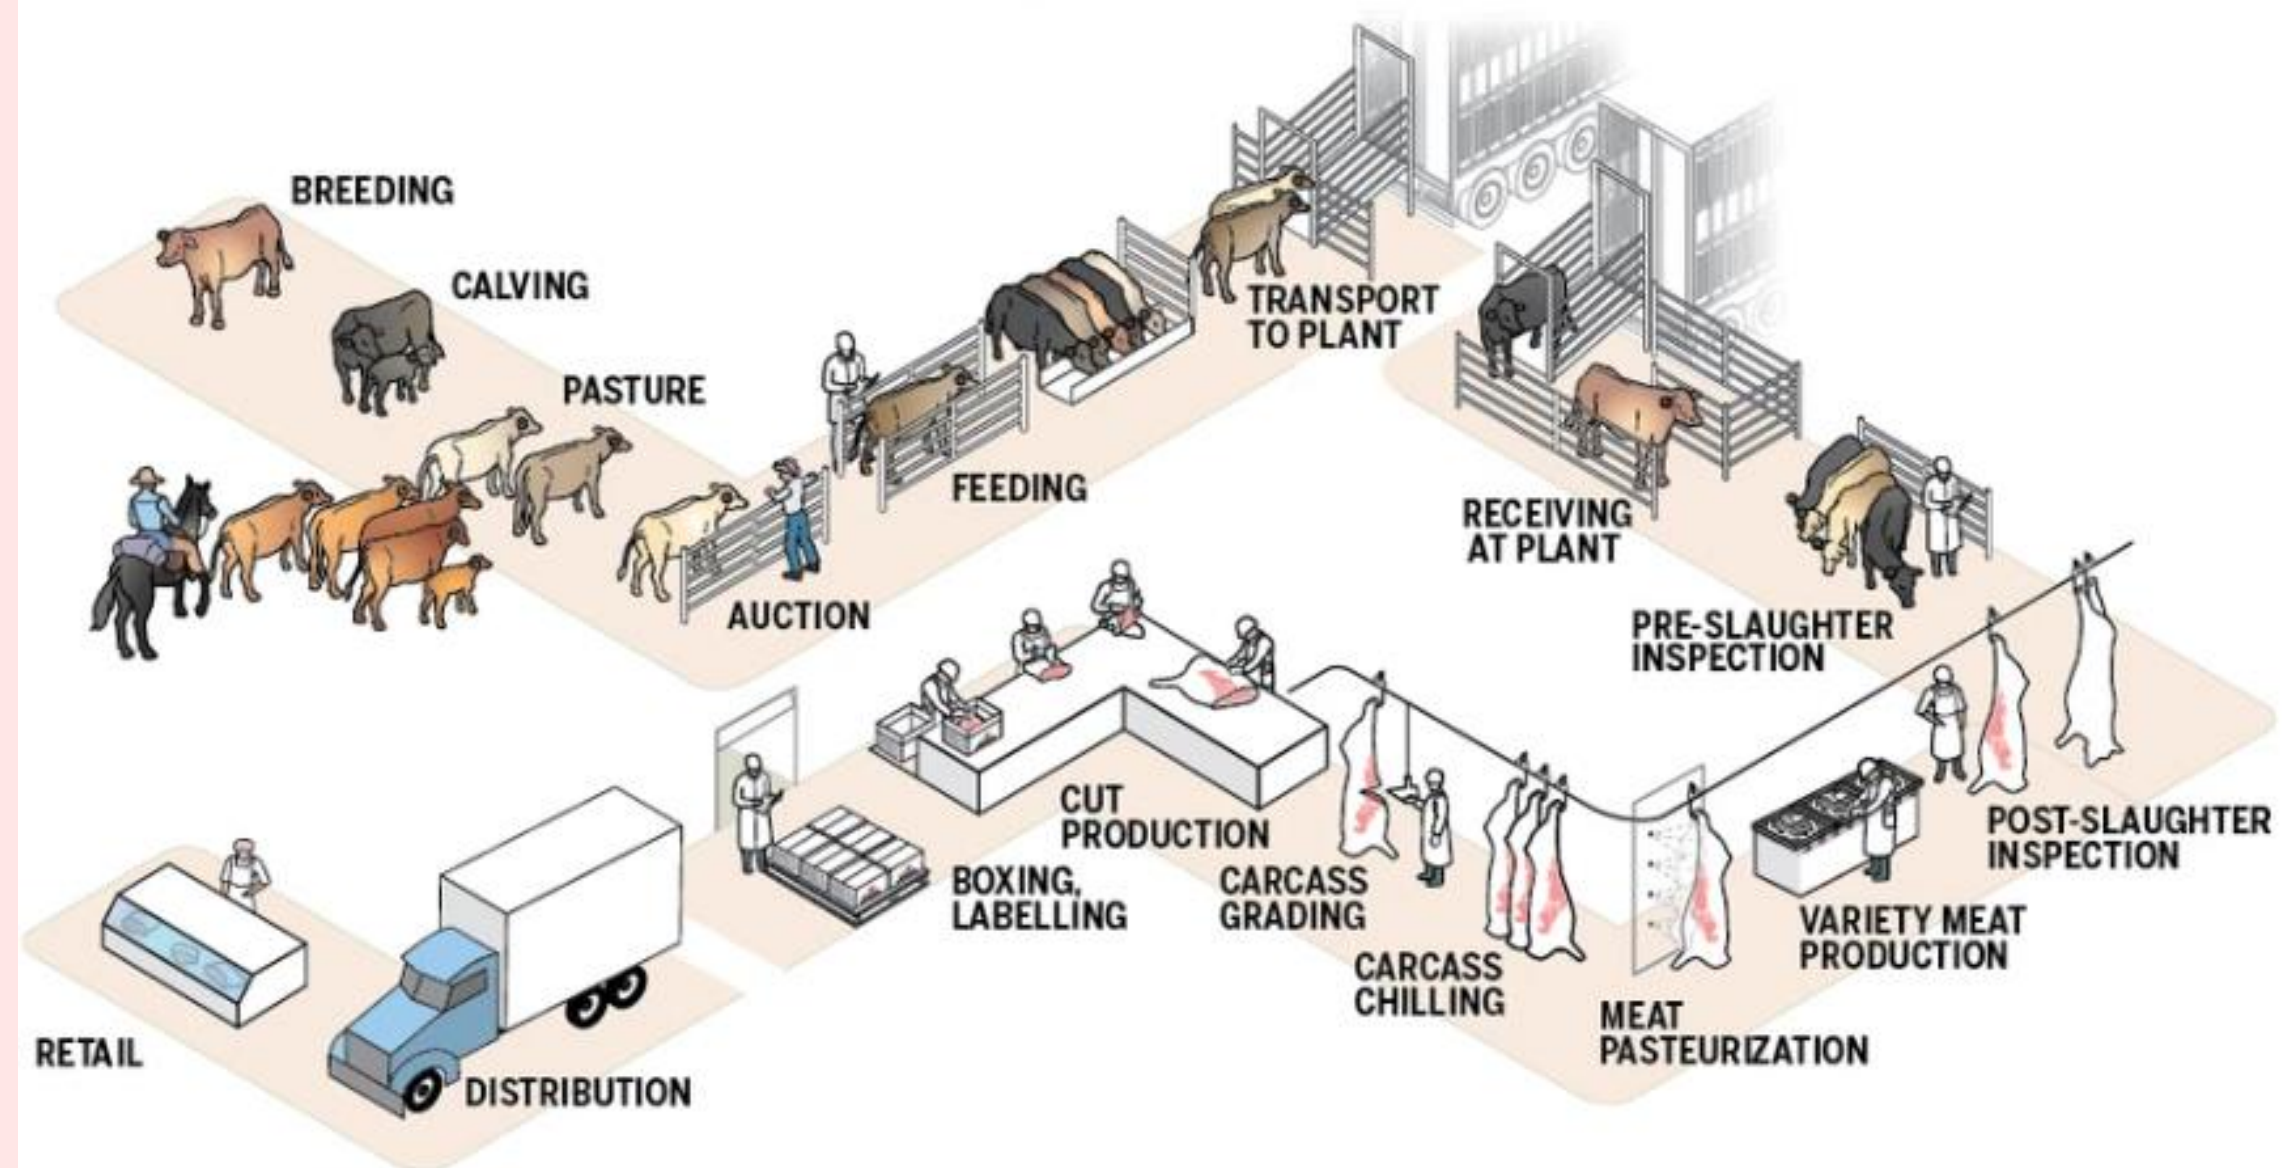 BREEDING
CALVING
PASTURE
AUCTION
FEEDING
TRANSPORT
TO PLANT
RECEIVING
AT PLANT
PRE-SLAUGHTER
INSPECTION
POST-SLAUGHTER
INSPECTION
VARIETY MEAT
PRODUCTION
MEAT
PASTEURIZATION
CARCASS
CHILLING
CARCASS
GRADING
CUT
PRODUCTION
BOXING,
LABELLING
DISTRIBUTION
RETAIL